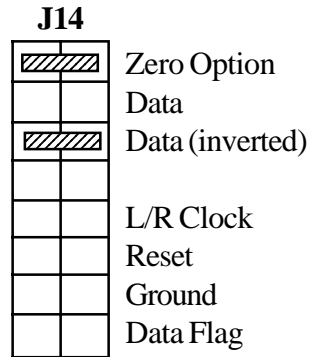 J14
Zero Option
Data
Data (inverted)
L/R Clock
Reset
Ground
Data Flag